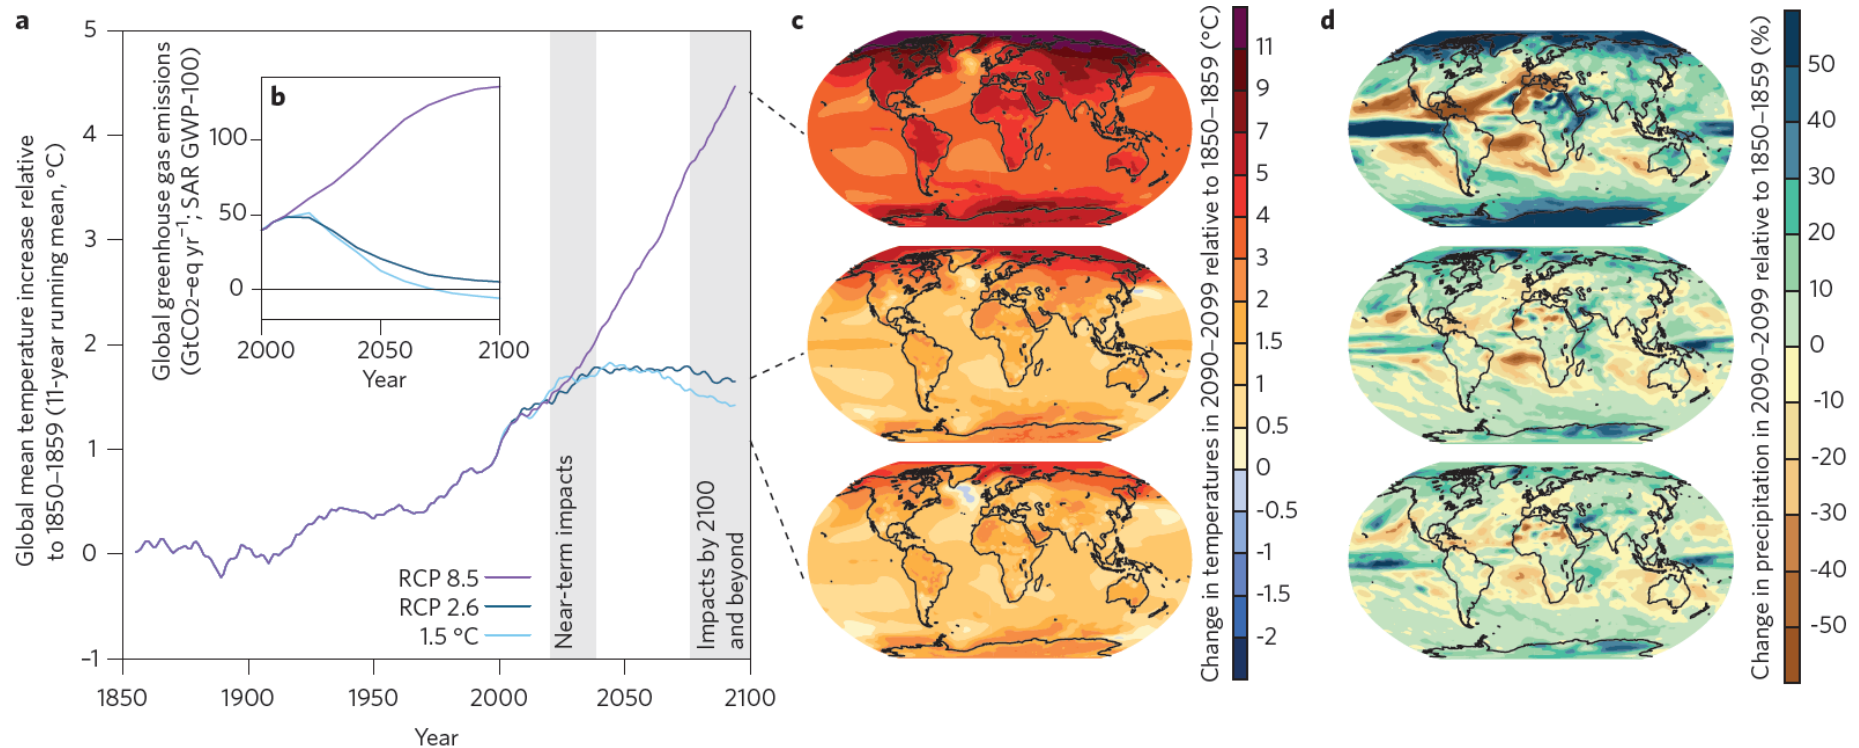 a
5
4
3
2
1
0
-1
Global mean temperature increase relative
to 1850–1859 (11-year running mean, °C)
1850
1900
1950
2000
2050
2100
Year
RCP 8.5
RCP 2.6
1.5 °C
Near-term impacts
Impacts by 2100
and beyond
b
Global greenhouse gas emissions
(GtCO2-eq yr−1; SAR GWP-100)
100
50
0
2000
2050
2100
Year
c
Change in temperatures in 2090–2099 relative to 1850–1859 (°C)
11
9
7
5
4
3
2
1.5
1
0.5
0
-0.5
-1
-1.5
-2
d
Change in precipitation in 2090–2099 relative to 1850–1859 (%)
50
40
30
20
10
0
-10
-20
-30
-40
-50